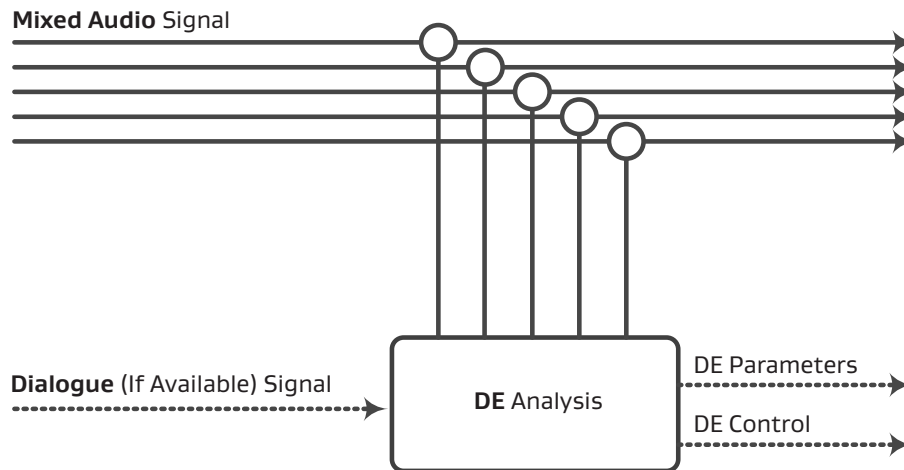 Mixed Audio Signal
DE Parameters
Dialogue (If Available) Signal
DE Analysis
DE Control